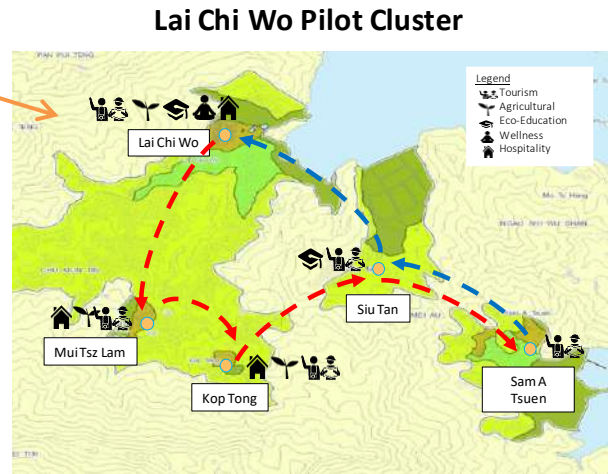 Lai Chi Wo Pilot Cluster
Legend
Tourism
Agricultural
Eco-Education
Wellness
Hospitality
Lai Chi Wo
Siu Tan
Mui Tsz Lam
Kop Tong
Sam A
Tsuen